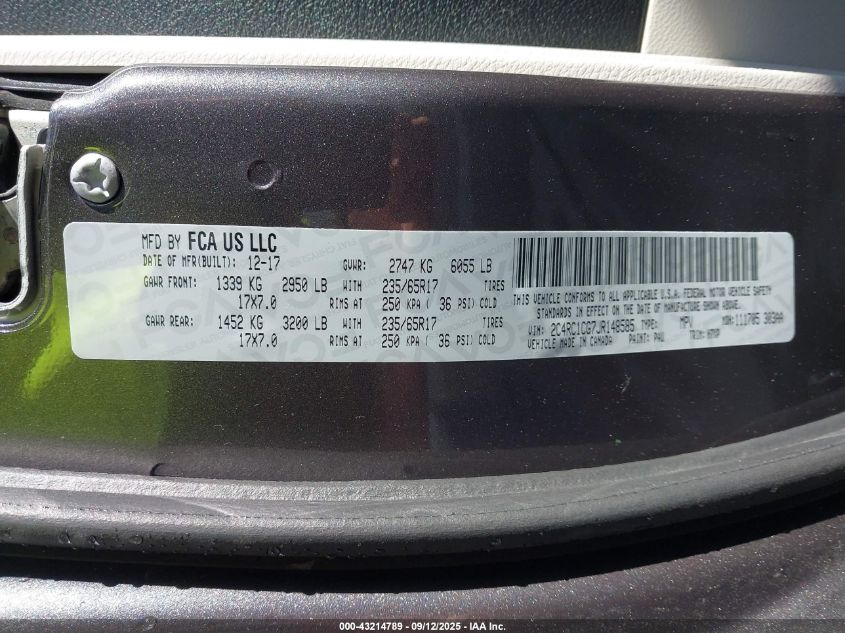 MFD BY FCA US LLC
DATE OF MFR(BUILT): 12-17 GVWR: 2747 KG 6055 LB
GAWR FRONT: 1339 KG 2950 LB WITH 235/65R17 TIRES
17X7.0 RIMS AT 250 KPA ( 36 PSI) COLD
GAWR REAR: 1452 KG 3200 LB WITH 235/65R17 TIRES
17X7.0 RIMS AT 250 KPA ( 36 PSI) COLD
THIS VEHICLE CONFORMS TO ALL APPLICABLE U.S.A. FEDERAL MOTOR VEHICLE SAFETY
STANDARDS IN EFFECT ON THE DATE OF MANUFACTURE SHOWN ABOVE.
VIN: 2C4RC1CG7JR148585 TYPE: MPV MDH: 111705 303AA
VEHICLE MADE IN CANADA PAINT: PAU TRIM:
000-43214789 - 09/12/2025 - IAA Inc.